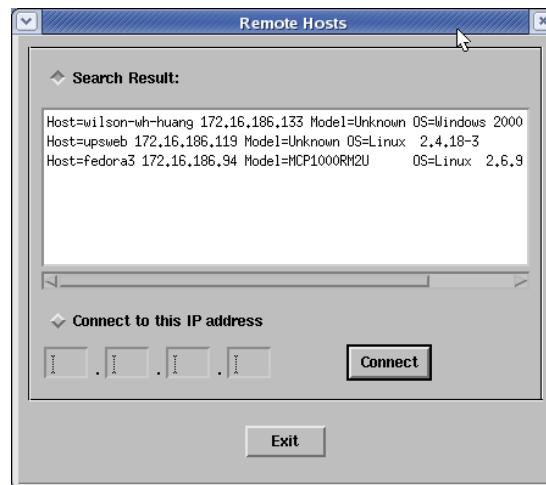 Remote Hosts
Search Result:
Host=wilson-wh-huang 172.16.186.133 Model=Unknown OS=Windows 2000
Host=upsweb 172.16.186.119 Model=Unknown OS=Linux 2.4.18-3
Host=fedora3 172.16.186.94 Model=MCP1000RM2U OS=Linux 2.6.9
Connect to this IP address
. . . Connect
Exit